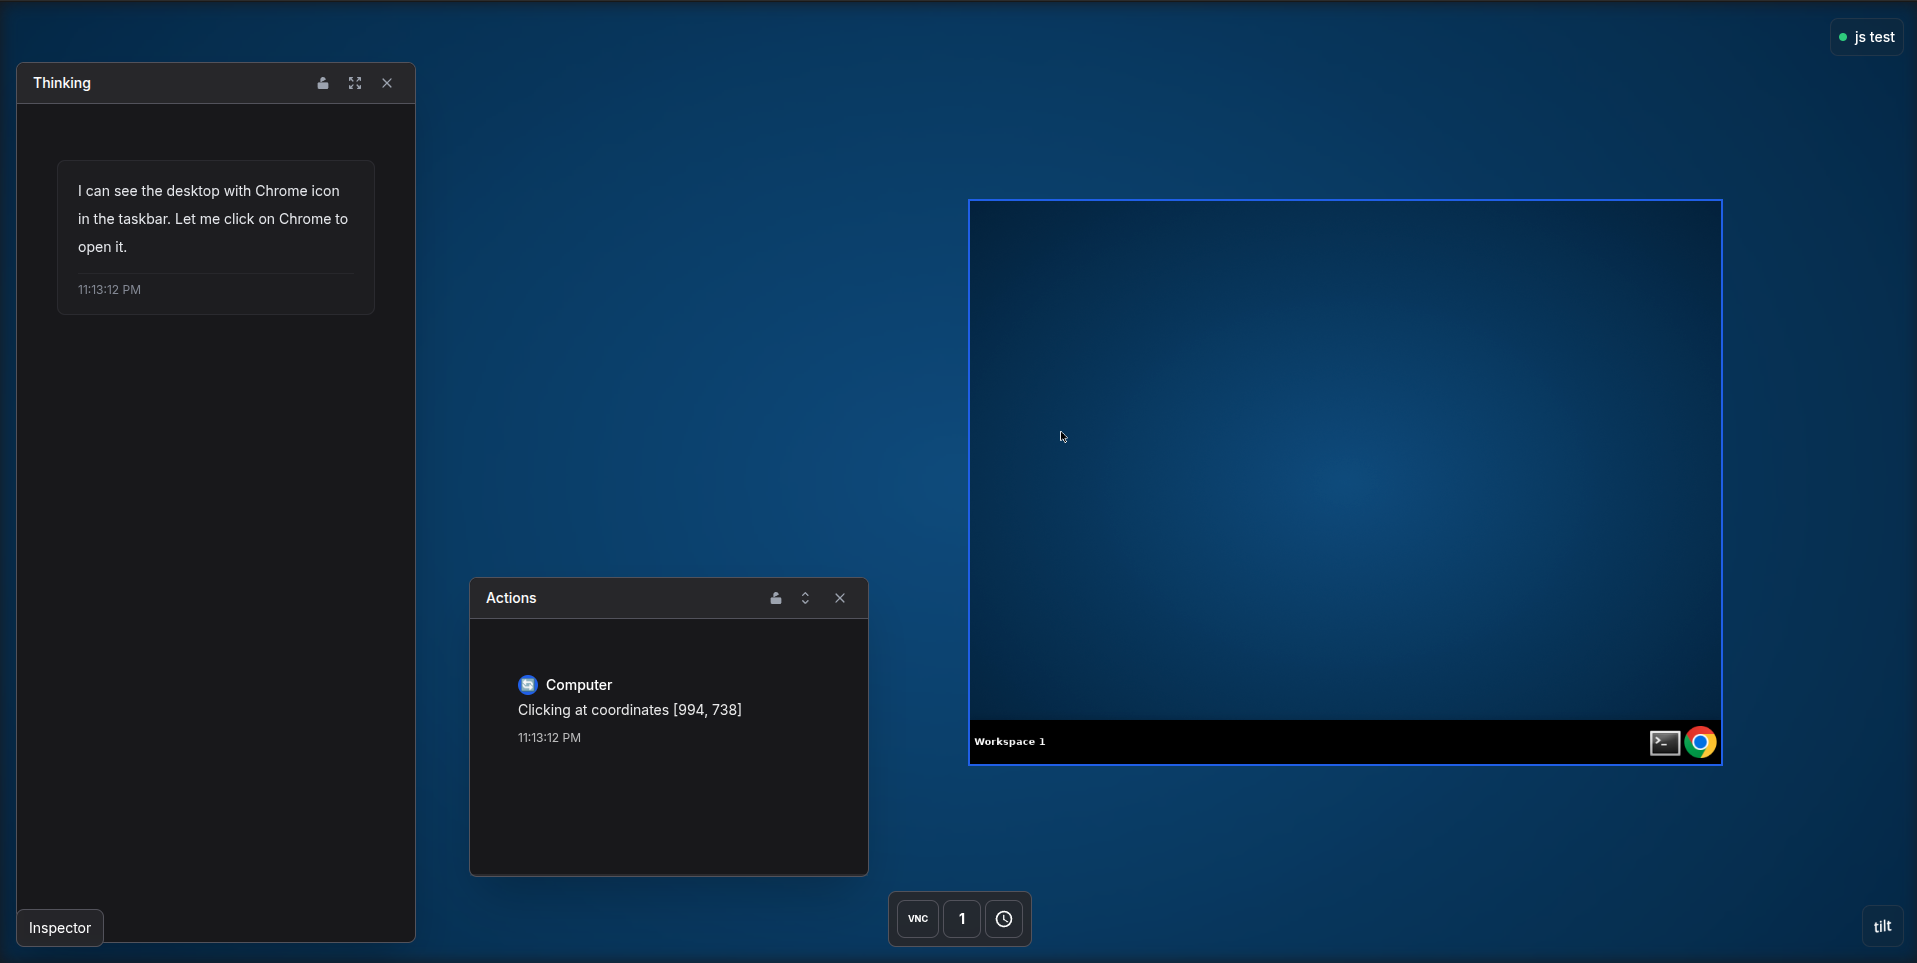 js test
Thinking
I can see the desktop with Chrome icon
in the taskbar. Let me click on Chrome to
open it.
11:13:12 PM
Actions
Computer
Clicking at coordinates [994, 738]
11:13:12 PM
Workspace 1
>_
Inspector
VNC
1
tilt